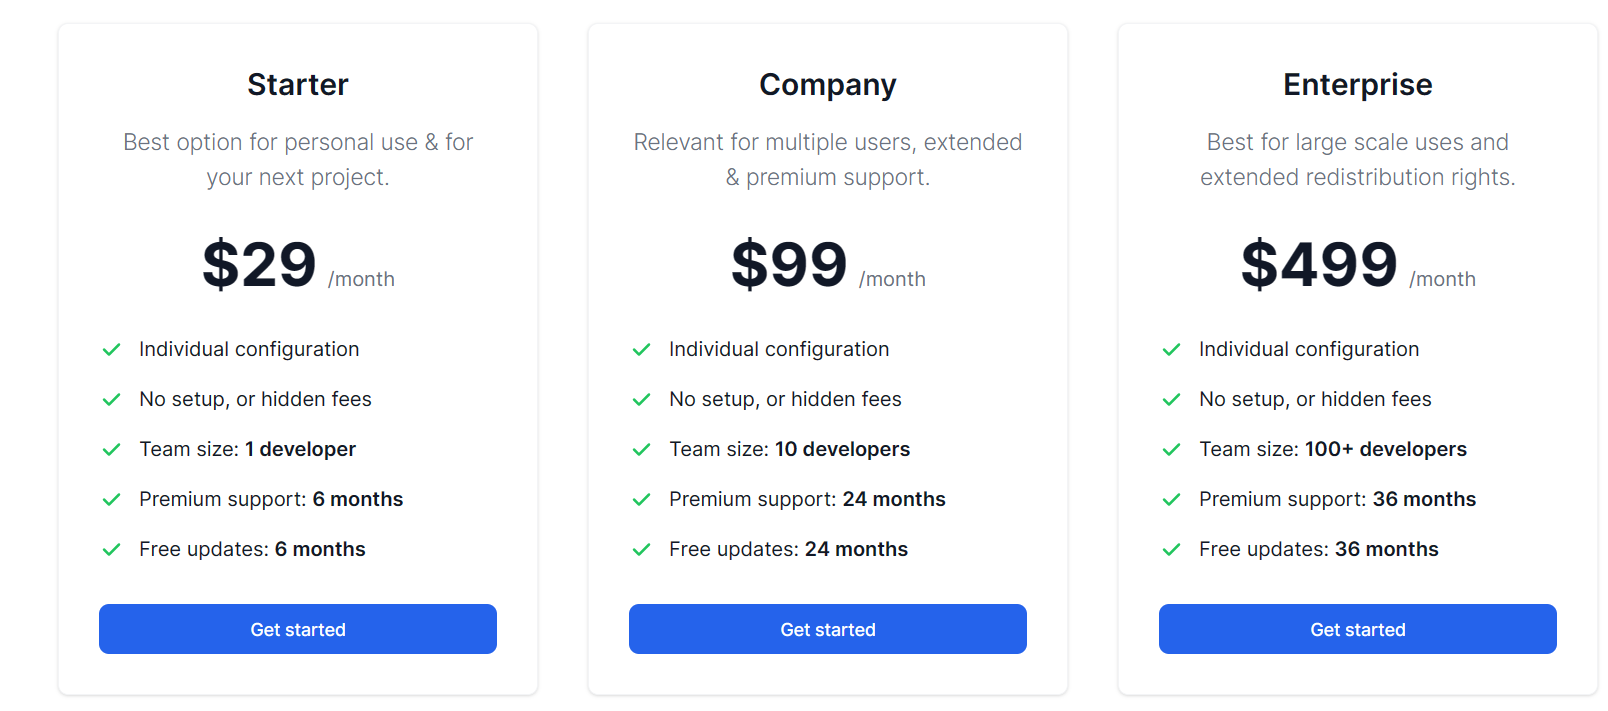 Starter
Best option for personal use & for
your next project.
$29 /month
Individual configuration
No setup, or hidden fees
Team size: 1 developer
Premium support: 6 months
Free updates: 6 months
Get started
Company
Relevant for multiple users, extended
& premium support.
$99 /month
Individual configuration
No setup, or hidden fees
Team size: 10 developers
Premium support: 24 months
Free updates: 24 months
Get started
Enterprise
Best for large scale uses and
extended redistribution rights.
$499 /month
Individual configuration
No setup, or hidden fees
Team size: 100+ developers
Premium support: 36 months
Free updates: 36 months
Get started